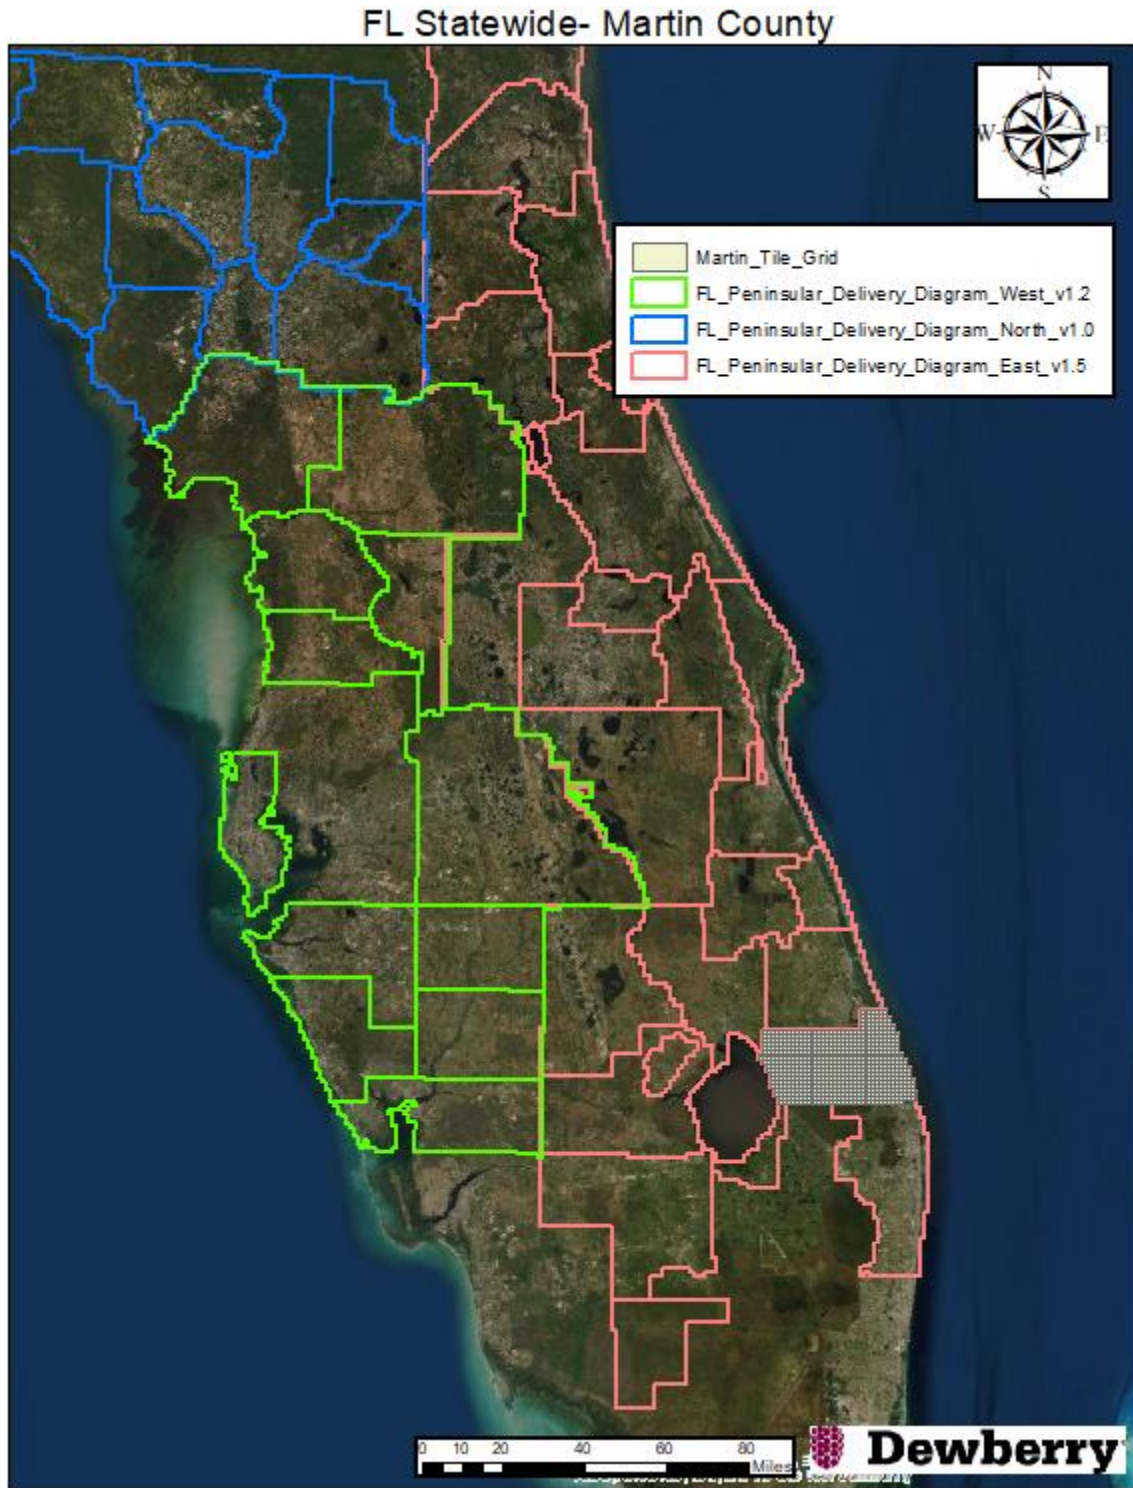 FL Statewide- Martin County
N
W E
S
Martin_Tile_Grid
FL_Peninsular_Delivery_Diagram_West_v1.2
FL_Peninsular_Delivery_Diagram_North_v1.0
FL_Peninsular_Delivery_Diagram_East_v1.5
0 10 20 40 60 80
Miles
Dewberry